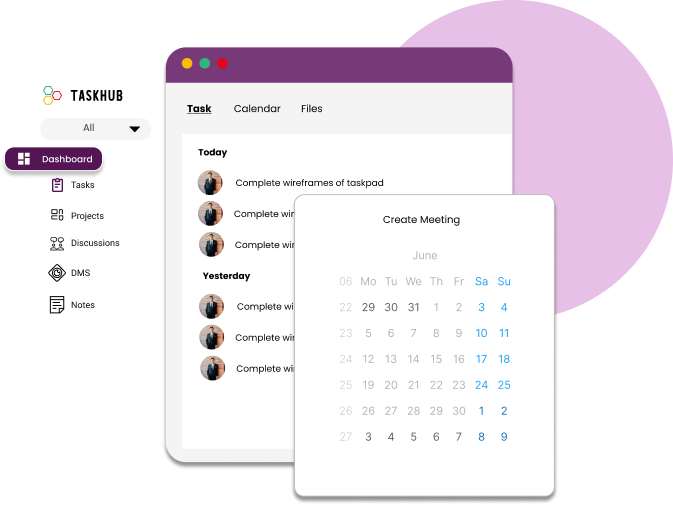 TASKHUB
All
Dashboard
Tasks
Projects
Discussions
DMS
Notes
Task Calendar Files
Today
Complete wireframes of taskpad
Complete wir
Complete wi
Yesterday
Complete wi
Complete wi
Complete wi
Create Meeting
June
06 Mo Tu We Th Fr Sa Su
22 29 30 31 1 2 3 4
23 5 6 7 8 9 10 11
24 12 13 14 15 16 17 18
25 19 20 21 22 23 24 25
26 26 27 28 29 30 1 2
27 3 4 5 6 7 8 9